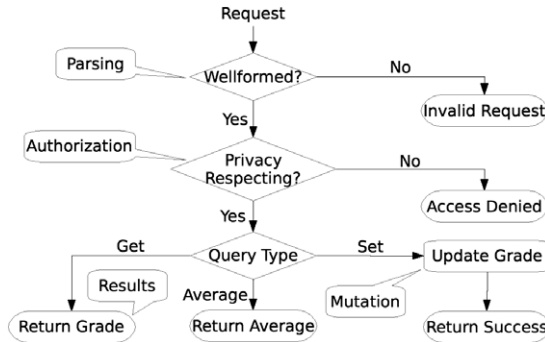 Request
Parsing
Wellformed?
No
Invalid Request
Yes
Authorization
Privacy
Respecting?
No
Access Denied
Yes
Get
Query Type
Set
Update Grade
Results
Average
Mutation
Return Grade
Return Average
Return Success